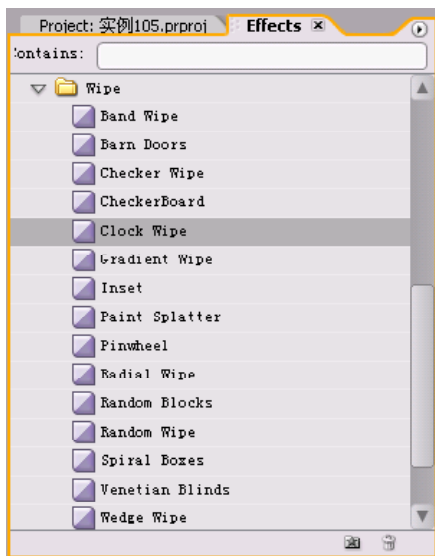 Project: 实例105.prproj Effects
ontains:
Wipe
Band Wipe
Barn Doors
Checker Wipe
CheckerBoard
Clock Wipe
Gradient Wipe
Inset
Paint Splatter
Pinwheel
Radial Wipe
Random Blocks
Random Wipe
Spiral Boxes
Venetian Blinds
Wedge Wipe